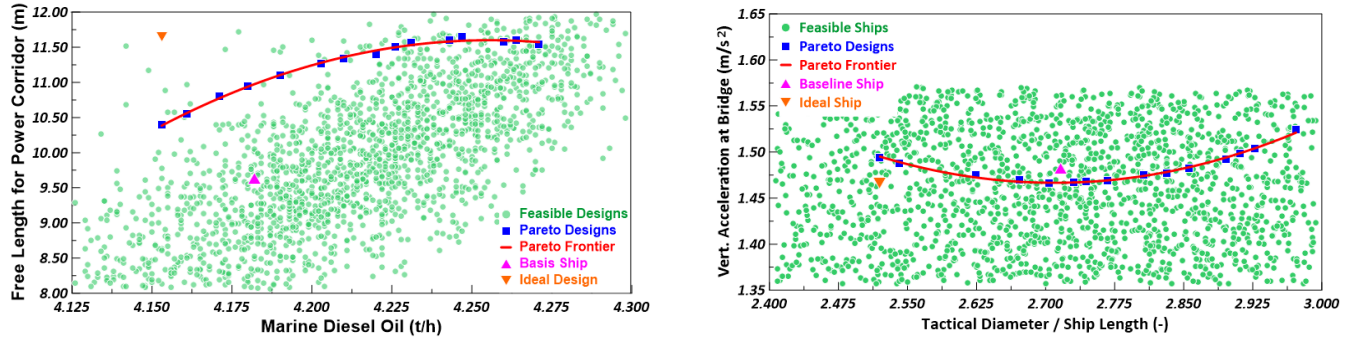 Free Length for Power Corridor (m)
12.00
11.50
11.00
10.50
10.00
9.50
9.00
8.50
8.00
Feasible Designs
Pareto Designs
Pareto Frontier
Basis Ship
Ideal Design
4.125 4.150 4.175 4.200 4.225 4.250 4.275 4.300
Marine Diesel Oil (t/h)
Vert. Acceleration at Bridge (m/s²)
1.65
1.60
1.55
1.50
1.45
1.40
1.35
Feasible Ships
Pareto Designs
Pareto Frontier
Baseline Ship
Ideal Ship
2.400 2.475 2.550 2.625 2.700 2.775 2.850 2.925 3.000
Tactical Diameter / Ship Length (-)